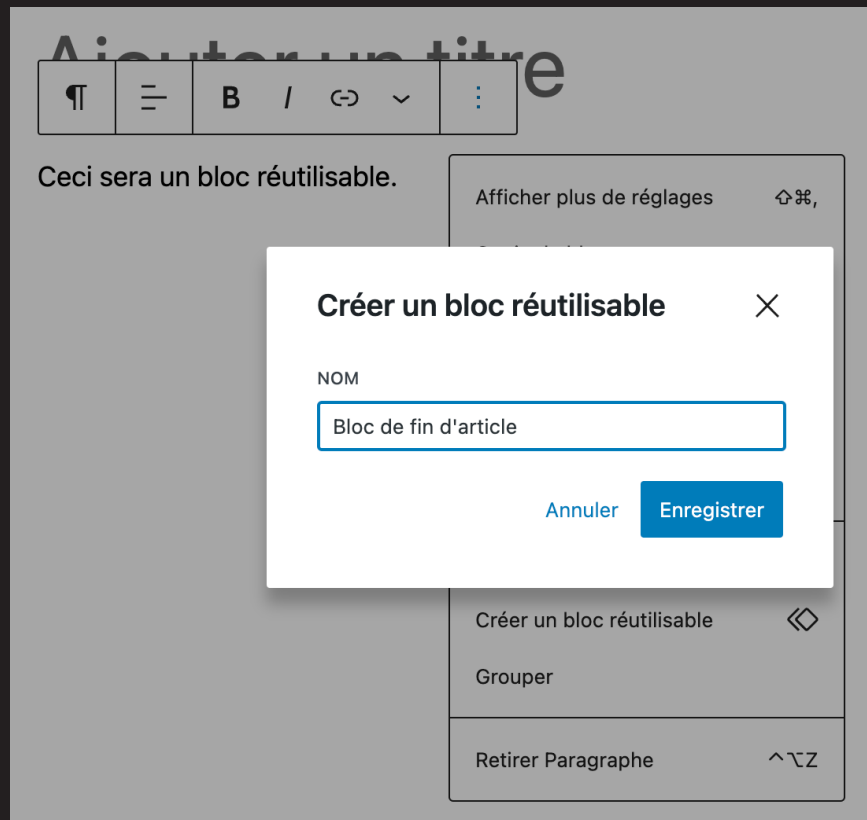 Ajouter un titre
B I
Ceci sera un bloc réutilisable.
Afficher plus de réglages ⇧⌘,
Créer un bloc réutilisable
NOM
Bloc de fin d'article
Annuler Enregistrer
Créer un bloc réutilisable
Grouper
Retirer Paragraphe ^⌥Z